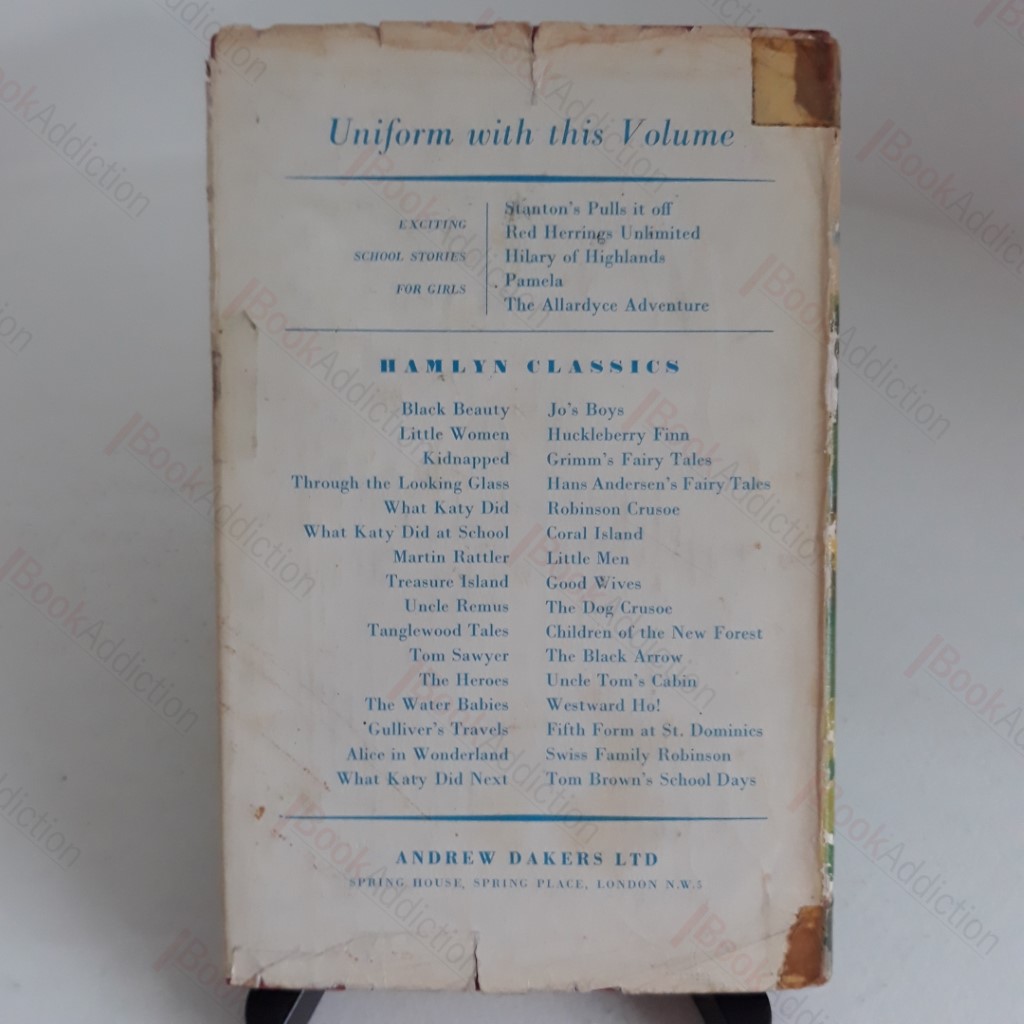 Uniform with this Volume
EXCITING
SCHOOL STORIES
FOR GIRLS
Stanton's Pulls it off
Red Herrings Unlimited
Hilary of Highlands
Pamela
The Allardyce Adventure
HAMLYN CLASSICS
Black Beauty
Little Women
Kidnapped
Through the Looking Glass
What Katy Did
What Katy Did at School
Martin Rattler
Treasure Island
Uncle Remus
Tanglewood Tales
Tom Sawyer
The Heroes
The Water Babies
Gulliver's Travels
Alice in Wonderland
What Katy Did Next
Jo's Boys
Huckleberry Finn
Grimm's Fairy Tales
Hans Andersen's Fairy Tales
Robinson Crusoe
Coral Island
Little Men
Good Wives
The Dog Crusoe
Children of the New Forest
The Black Arrow
Uncle Tom's Cabin
Westward Ho!
Fifth Form at St. Dominics
Swiss Family Robinson
Tom Brown's School Days
ANDREW DAKERS LTD
SPRING HOUSE, SPRING PLACE, LONDON N.W.5
BookAddiction